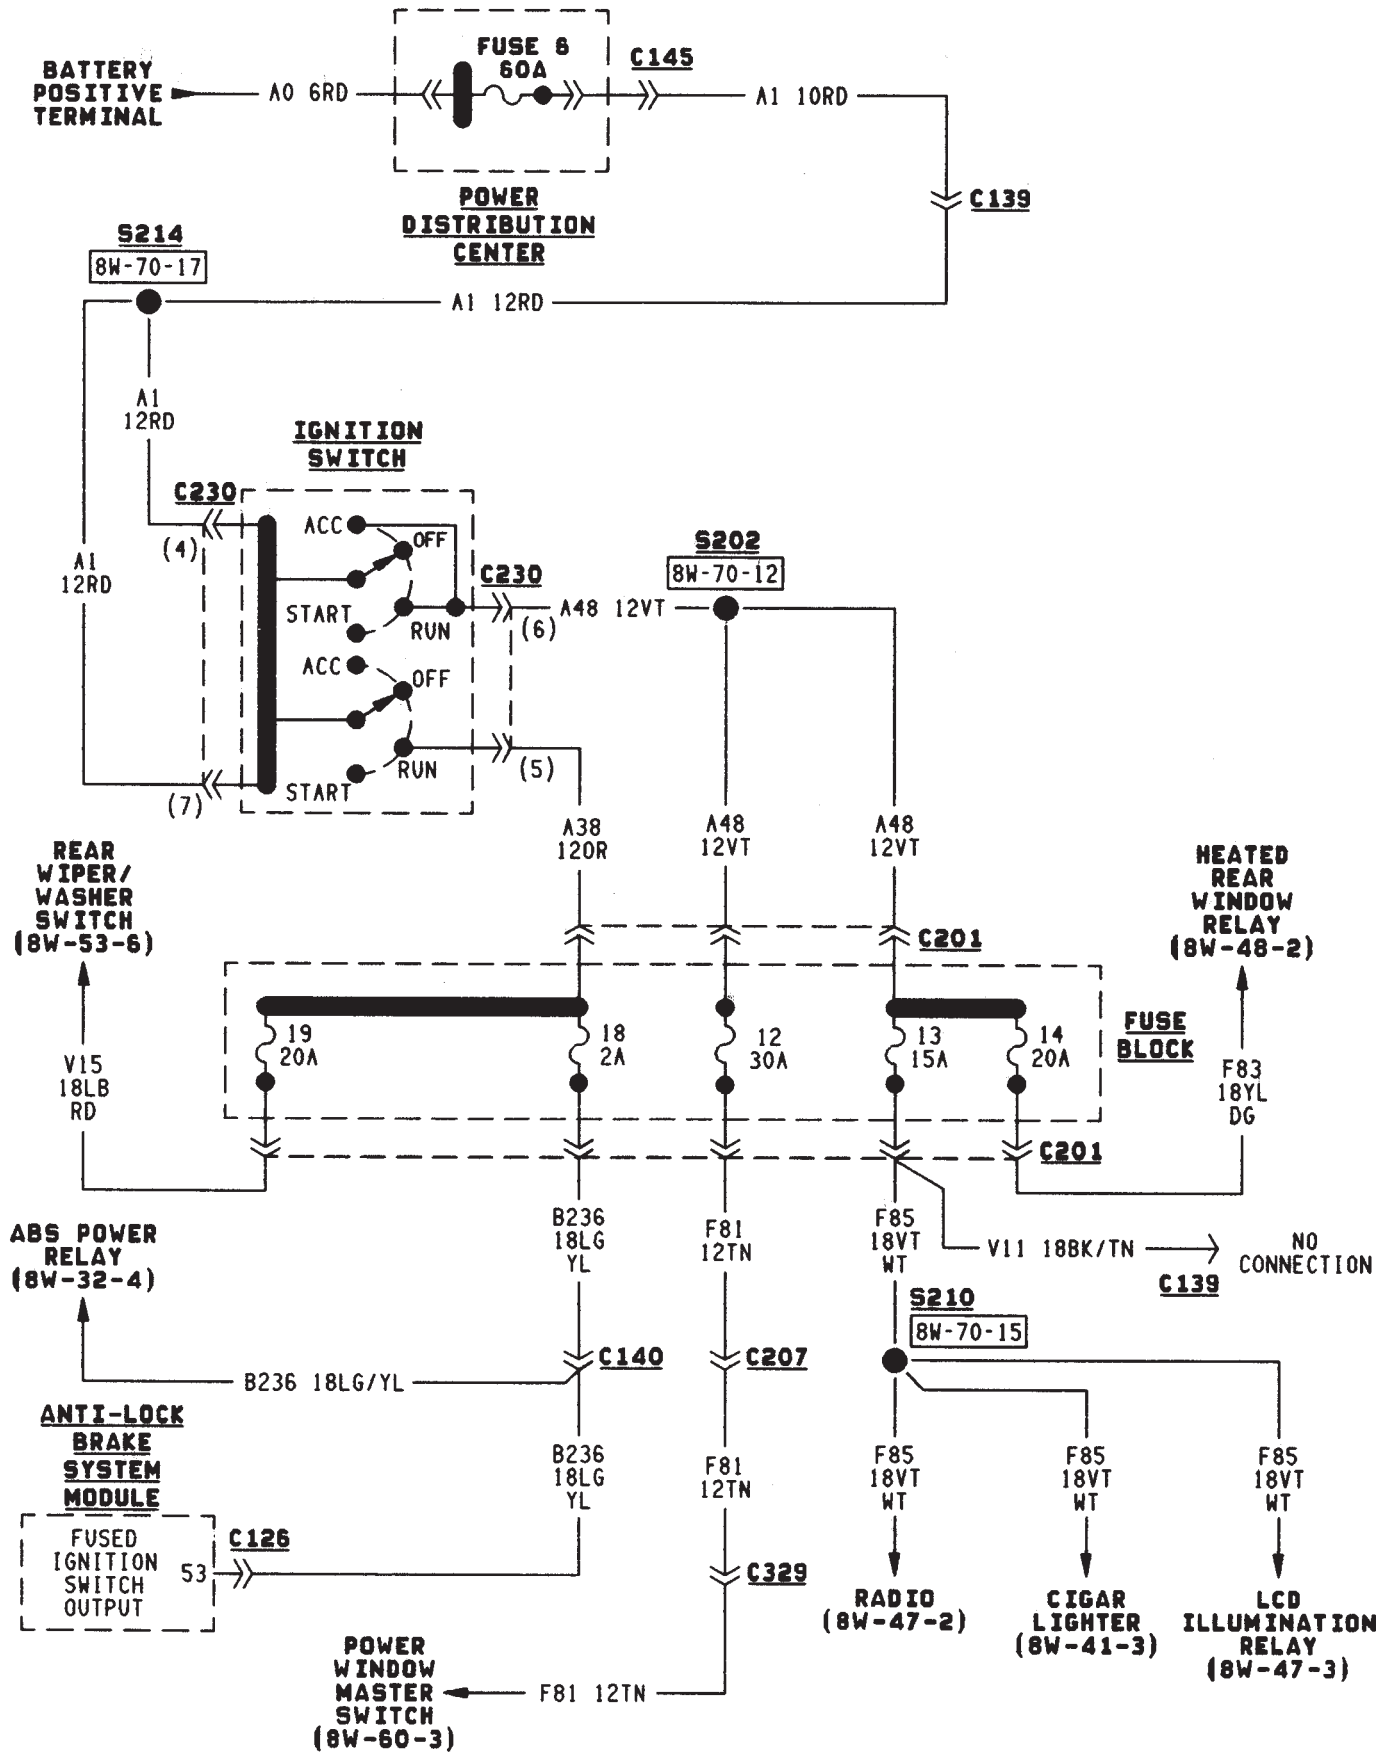 FUSE 6
60A
C145
BATTERY
POSITIVE
TERMINAL
A0 6RD
A1 10RD
POWER
DISTRIBUTION
CENTER
C139
S214
8W-70-17
A1 12RD
A1
12RD
IGNITION
SWITCH
C230
(4)
ACC
OFF
START
RUN
C230
(6)
A48 12VT
S202
8W-70-12
A1
12RD
ACC
OFF
START
RUN
(5)
(7)
A38
12OR
A48
12VT
A48
12VT
REAR
WIPER/
WASHER
SWITCH
(8W-53-6)
HEATED
REAR
WINDOW
RELAY
(8W-48-2)
C201
FUSE
BLOCK
19
20A
18
2A
12
30A
13
15A
14
20A
V15
18LB
RD
F83
18YL
DG
C201
ABS POWER
RELAY
(8W-32-4)
B236
18LG
YL
F81
12TN
F85
18VT
WT
V11 18BK/TN
NO
CONNECTION
C139
S210
8W-70-15
C140
C207
B236 18LG/YL
ANTI-LOCK
BRAKE
SYSTEM
MODULE
B236
18LG
YL
F81
12TN
F85
18VT
WT
F85
18VT
WT
F85
18VT
WT
FUSED
IGNITION
SWITCH
OUTPUT
53
C126
C329
RADIO
(8W-47-2)
CIGAR
LIGHTER
(8W-41-3)
LCD
ILLUMINATION
RELAY
(8W-47-3)
POWER
WINDOW
MASTER
SWITCH
(8W-60-3)
F81 12TN